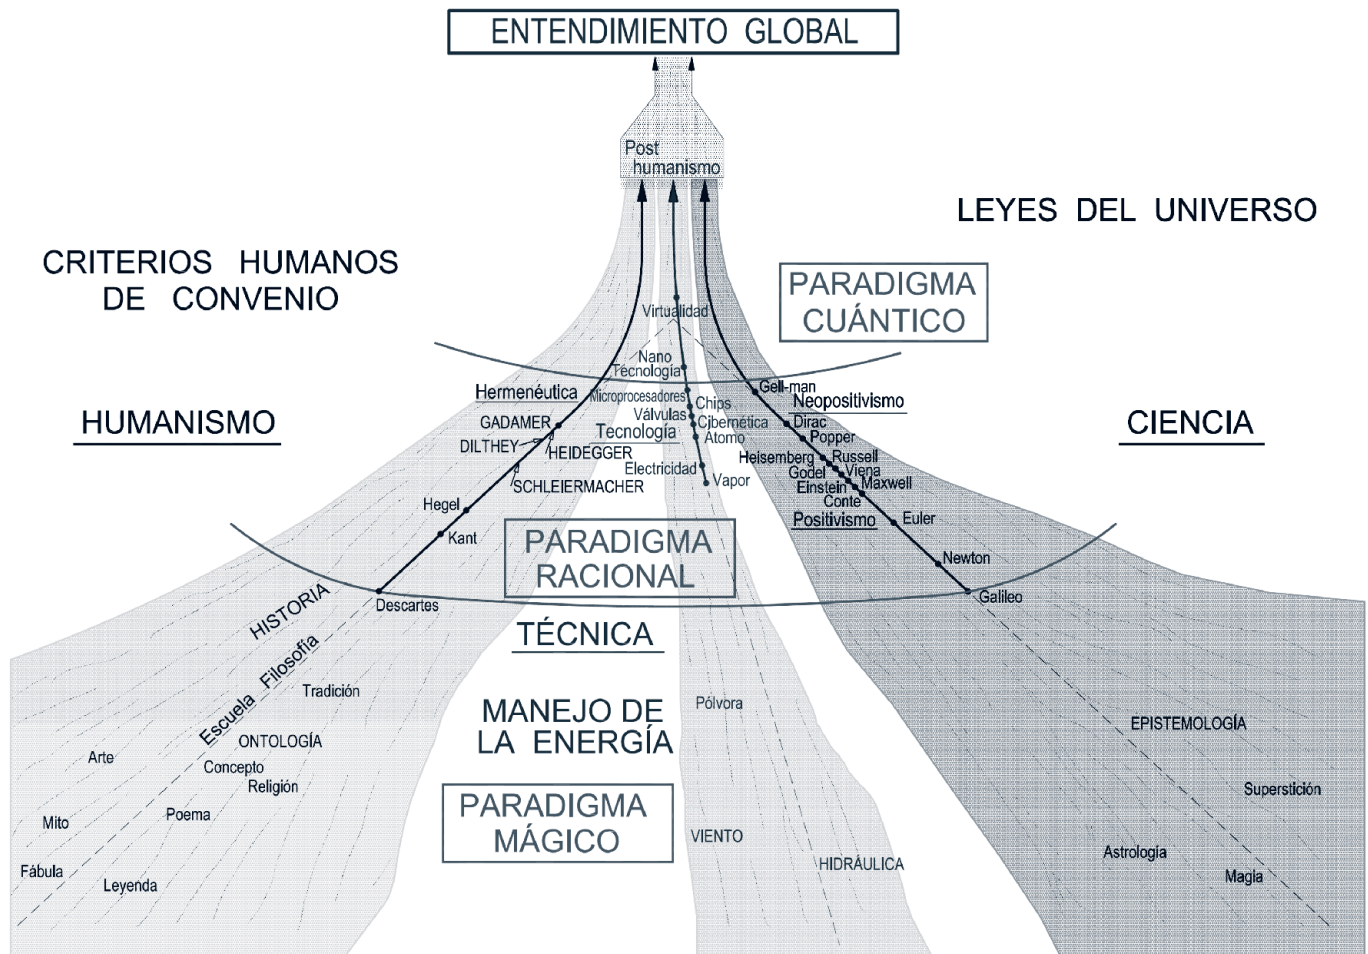 ENTENDIMIENTO GLOBAL
Post
humanismo
LEYES DEL UNIVERSO
CRITERIOS HUMANOS
DE CONVENIO
PARADIGMA
CUÁNTICO
Virtualidad
Nano
Técnología
Hermenéutica
Microprocesadores
Chips
Válvulas
Cibernética
Tecnología
Atomo
Electricidad
Vapor
Gell-man
Neopositivismo
Dirac
Popper
Heisemberg
Russell
Godel
Viena
Einstein
Maxwell
Conte
Positivismo
Euler
Newton
Galileo
HUMANISMO
CIENCIA
GADAMER
DILTHEY
HEIDEGGER
SCHLEIERMACHER
Hegel
Kant
Descartes
PARADIGMA
RACIONAL
HISTORIA
Escuela Filosofía
Tradición
ONTOLOGÍA
Arte
Concepto
Religión
Poema
Mito
Fábula
Leyenda
TÉCNICA
MANEJO DE
LA ENERGÍA
PARADIGMA
MÁGICO
Pólvora
VIENTO
HIDRÁULICA
EPISTEMOLOGÍA
Superstición
Astrología
Magia